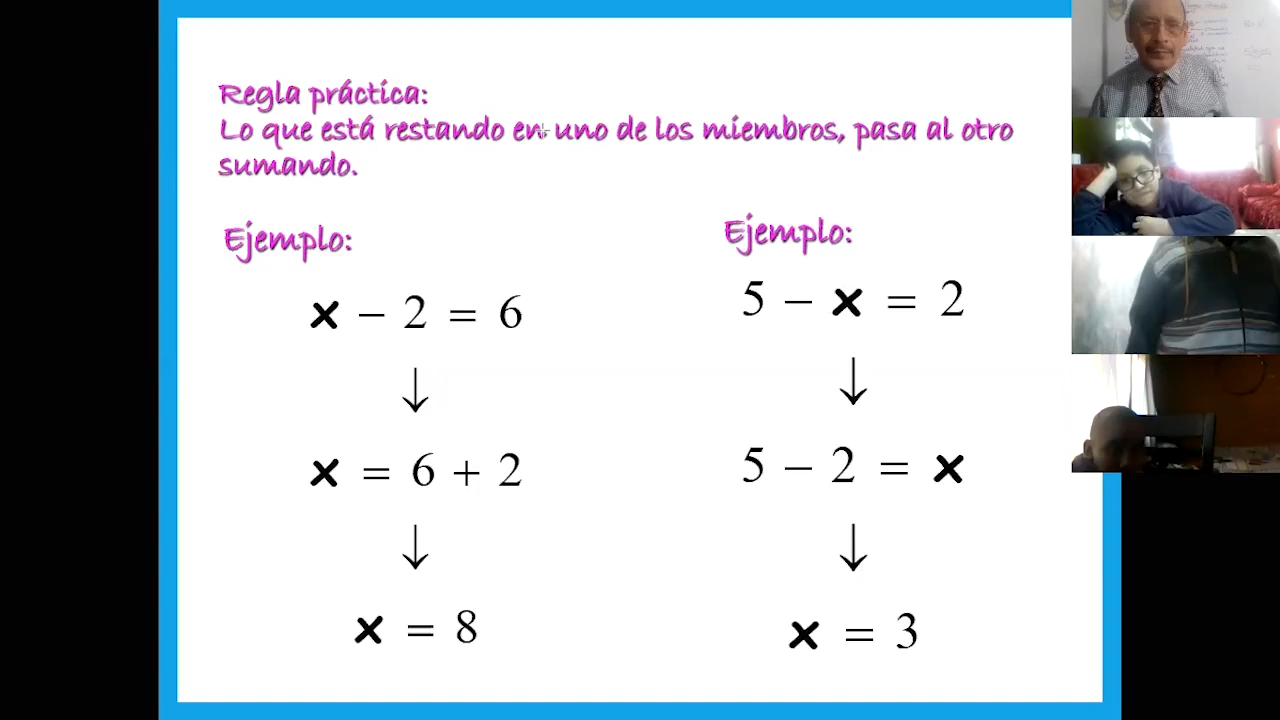 Regla práctica:
Lo que está restando en uno de los miembros, pasa al otro
sumando.
Ejemplo:
x − 2 = 6
↓
x = 6 + 2
↓
x = 8
Ejemplo:
5 − x = 2
↓
5 − 2 = x
↓
x = 3